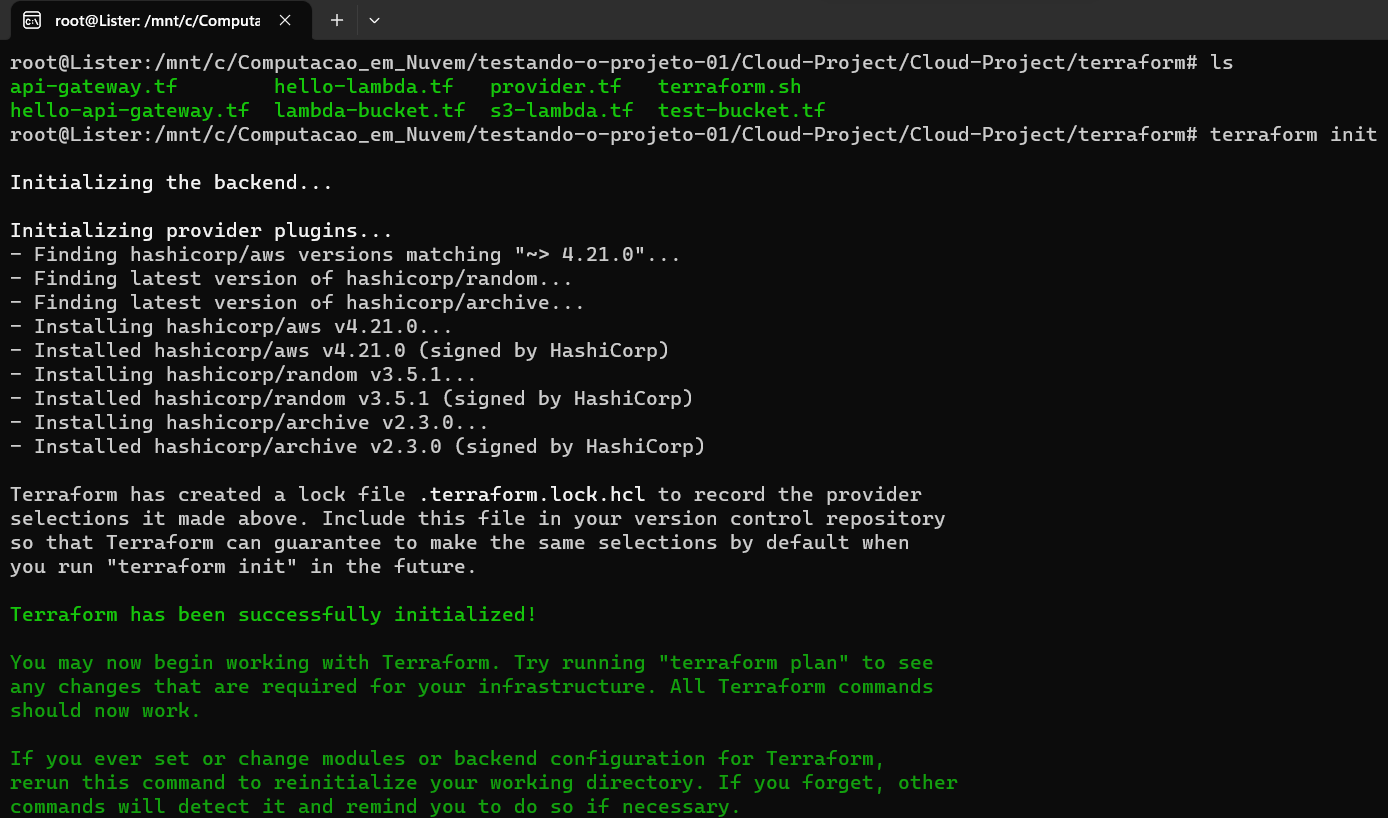 root@Lister: /mnt/c/Computa
root@Lister:/mnt/c/Computacao_em_Nuvem/testando-o-projeto-01/Cloud-Project/Cloud-Project/terraform# ls
api-gateway.tf hello-lambda.tf provider.tf terraform.sh
hello-api-gateway.tf lambda-bucket.tf s3-lambda.tf test-bucket.tf
root@Lister:/mnt/c/Computacao_em_Nuvem/testando-o-projeto-01/Cloud-Project/Cloud-Project/terraform# terraform init
Initializing the backend...
Initializing provider plugins...
- Finding hashicorp/aws versions matching "~> 4.21.0"...
- Finding latest version of hashicorp/random...
- Finding latest version of hashicorp/archive...
- Installing hashicorp/aws v4.21.0...
- Installed hashicorp/aws v4.21.0 (signed by HashiCorp)
- Installing hashicorp/random v3.5.1...
- Installed hashicorp/random v3.5.1 (signed by HashiCorp)
- Installing hashicorp/archive v2.3.0...
- Installed hashicorp/archive v2.3.0 (signed by HashiCorp)
Terraform has created a lock file .terraform.lock.hcl to record the provider
selections it made above. Include this file in your version control repository
so that Terraform can guarantee to make the same selections by default when
you run "terraform init" in the future.
Terraform has been successfully initialized!
You may now begin working with Terraform. Try running "terraform plan" to see
any changes that are required for your infrastructure. All Terraform commands
should now work.
If you ever set or change modules or backend configuration for Terraform,
rerun this command to reinitialize your working directory. If you forget, other
commands will detect it and remind you to do so if necessary.